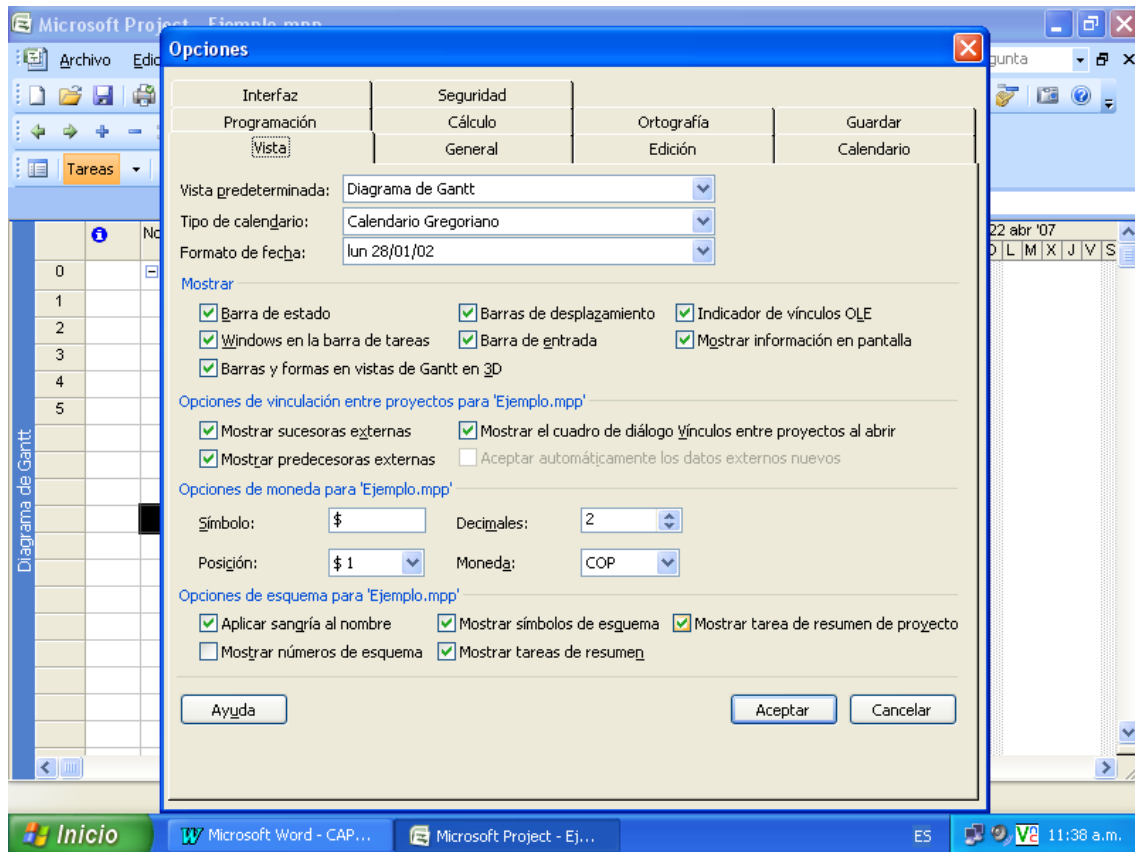 Microsoft Project - Ejemplo.mpp
Opciones
Archivo
Edic
gunta
Interfaz Seguridad
Programación Cálculo Ortografía Guardar
Vista General Edición Calendario
Tareas
Vista predeterminada: Diagrama de Gantt
Tipo de calendario: Calendario Gregoriano
Formato de fecha: lun 28/01/02
No
22 abr '07
L M X J V S
0
1
2
3
4
5
Diagrama de Gantt
Mostrar
Barra de estado Barras de desplazamiento Indicador de vínculos OLE
Windows en la barra de tareas Barra de entrada Mostrar información en pantalla
Barras y formas en vistas de Gantt en 3D
Opciones de vinculación entre proyectos para 'Ejemplo.mpp'
Mostrar sucesoras externas Mostrar el cuadro de diálogo Vínculos entre proyectos al abrir
Mostrar predecesoras externas Aceptar automáticamente los datos externos nuevos
Opciones de moneda para 'Ejemplo.mpp'
Símbolo: $ Decimales: 2
Posición: $ 1 Moneda: COP
Opciones de esquema para 'Ejemplo.mpp'
Aplicar sangría al nombre Mostrar símbolos de esquema Mostrar tarea de resumen de proyecto
Mostrar números de esquema Mostrar tareas de resumen
Ayuda Aceptar Cancelar
Inicio Microsoft Word - CAP... Microsoft Project - Ej... ES 11:38 a.m.